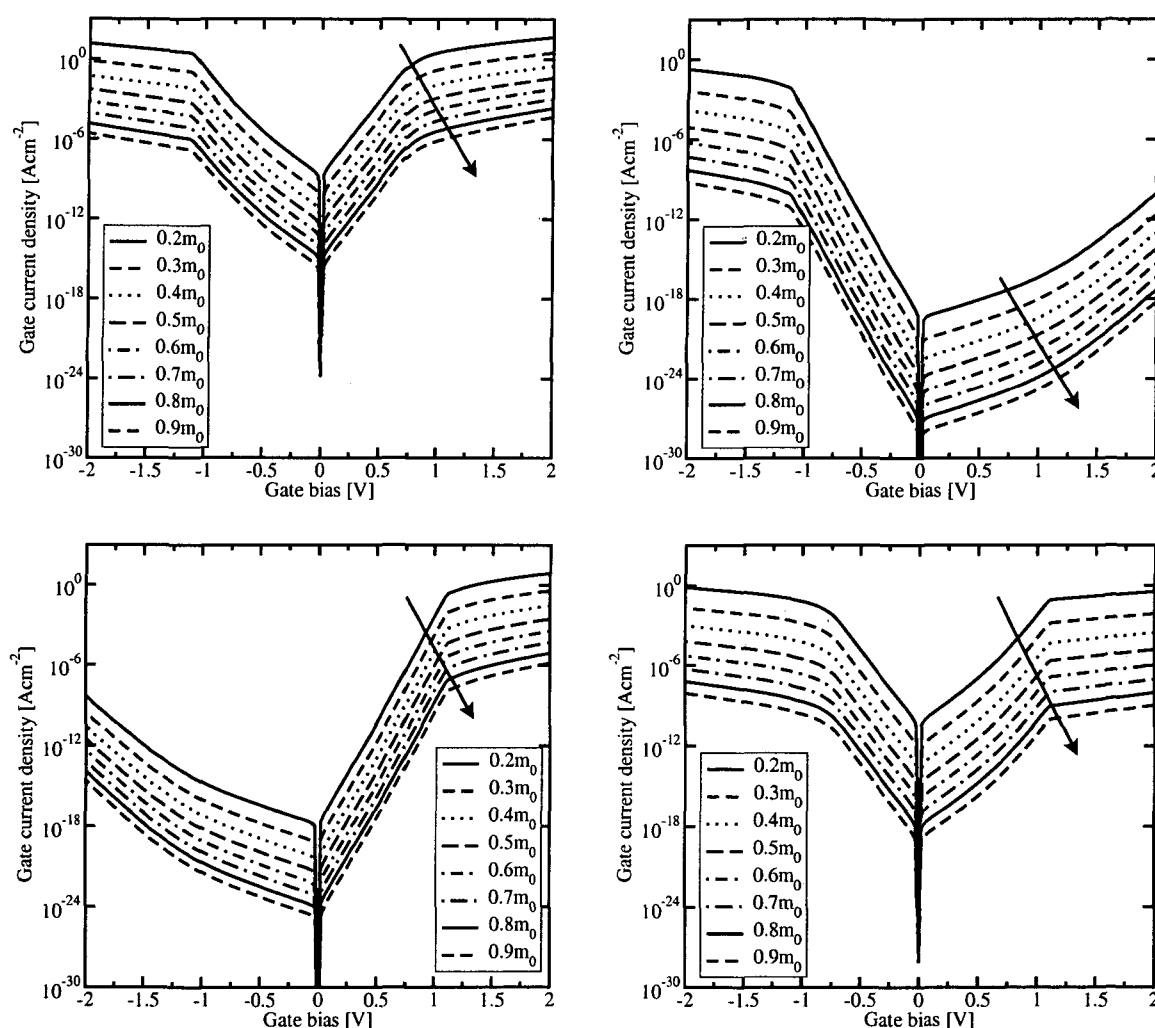 Gate current density [Acm⁻²]
10⁰
10⁻⁶
10⁻¹²
10⁻¹⁸
10⁻²⁴
10⁻³⁰
0.2m₀
0.3m₀
0.4m₀
0.5m₀
0.6m₀
0.7m₀
0.8m₀
0.9m₀
-2 -1.5 -1 -0.5 0 0.5 1 1.5 2
Gate bias [V]
Gate current density [Acm⁻²]
10⁰
10⁻⁶
10⁻¹²
10⁻¹⁸
10⁻²⁴
10⁻³⁰
0.2m₀
0.3m₀
0.4m₀
0.5m₀
0.6m₀
0.7m₀
0.8m₀
0.9m₀
-2 -1.5 -1 -0.5 0 0.5 1 1.5 2
Gate bias [V]
Gate current density [Acm⁻²]
10⁰
10⁻⁶
10⁻¹²
10⁻¹⁸
10⁻²⁴
10⁻³⁰
0.2m₀
0.3m₀
0.4m₀
0.5m₀
0.6m₀
0.7m₀
0.8m₀
0.9m₀
-2 -1.5 -1 -0.5 0 0.5 1 1.5 2
Gate bias [V]
Gate current density [Acm⁻²]
10⁰
10⁻⁶
10⁻¹²
10⁻¹⁸
10⁻²⁴
10⁻³⁰
0.2m₀
0.3m₀
0.4m₀
0.5m₀
0.6m₀
0.7m₀
0.8m₀
0.9m₀
-2 -1.5 -1 -0.5 0 0.5 1 1.5 2
Gate bias [V]